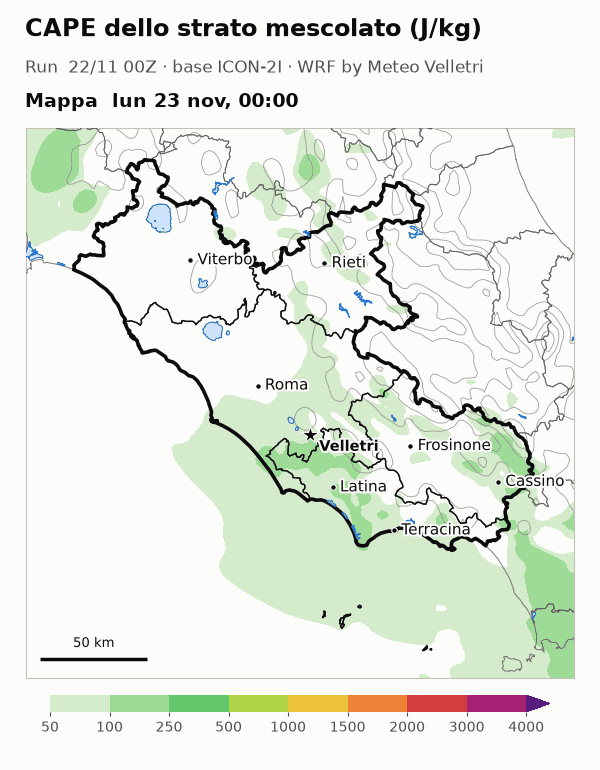 CAPE dello strato mescolato (J/kg)
Run  22/11 00Z · base ICON-2I · WRF by Meteo Velletri
Mappa  lun 23 nov, 00:00
Viterbo
Rieti
Roma
Velletri
Frosinone
Latina
Cassino
Terracina
50 km
50 100 250 500 1000 1500 2000 3000 4000